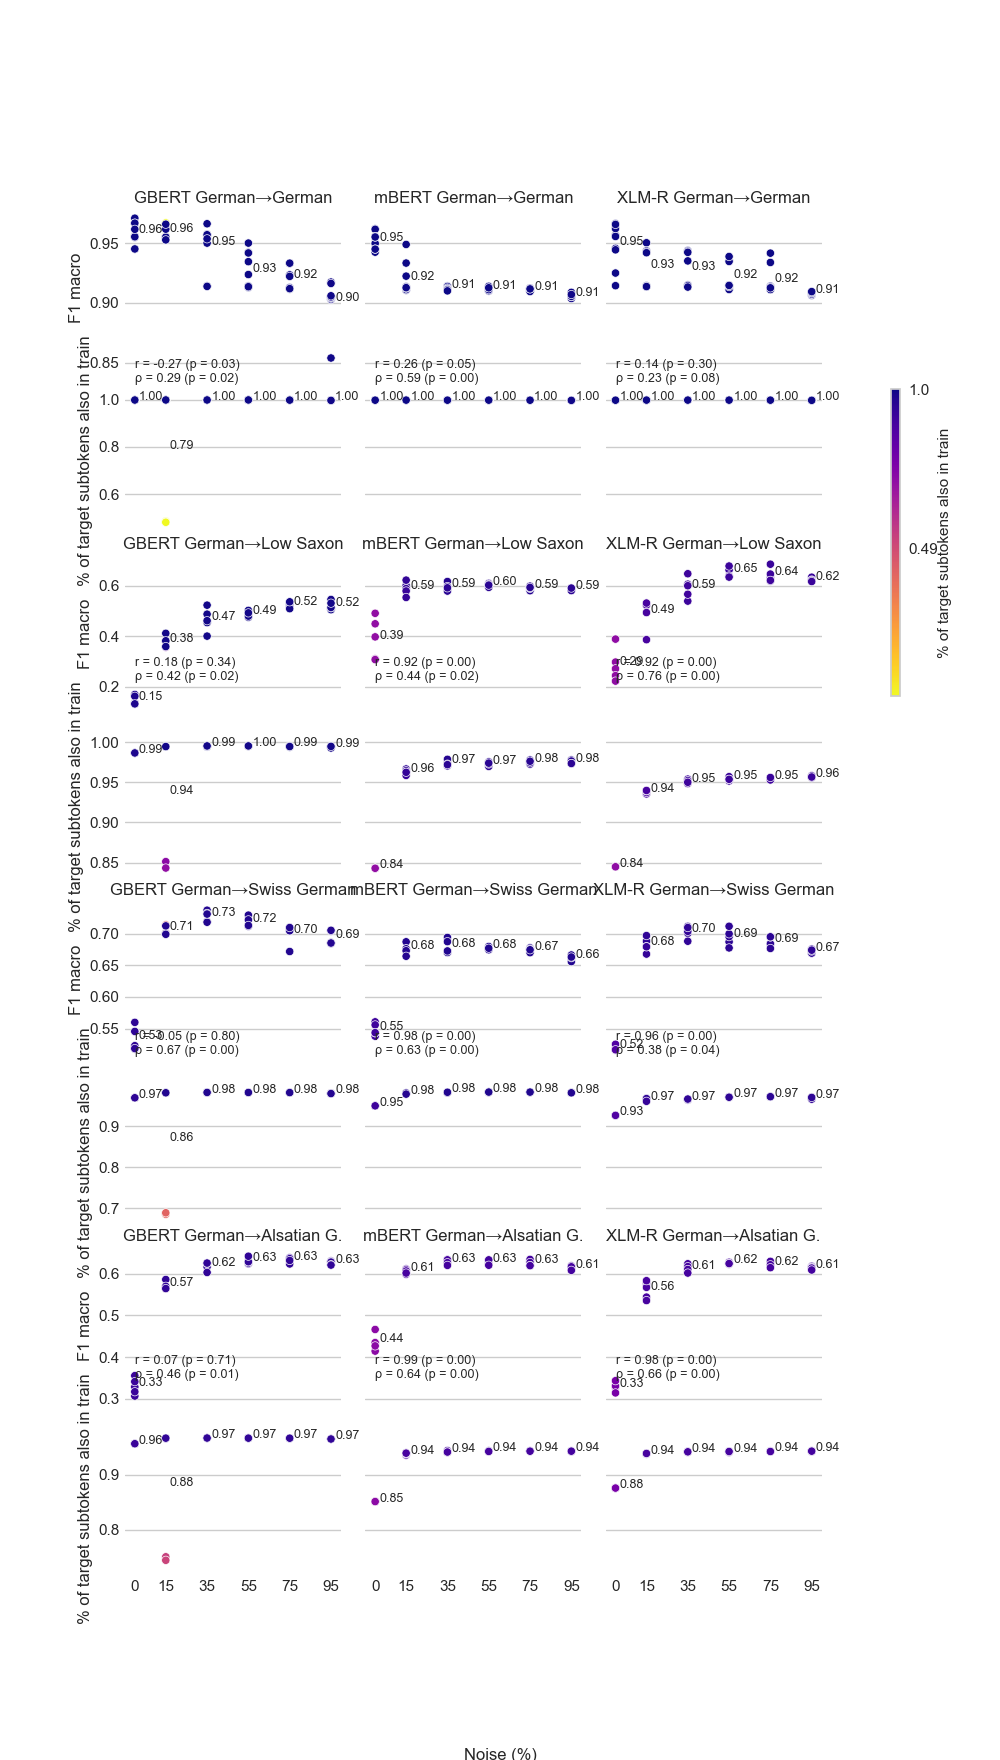 GBERT German→German mBERT German→German XLM-R German→German
F1 macro
0.95
0.90
0.85
0.96 0.96 0.95 0.93 0.92 0.90
0.95 0.92 0.91 0.91 0.91 0.91
0.95 0.93 0.93 0.92 0.92 0.91
r = -0.27 (p = 0.03)
ρ = 0.29 (p = 0.02)
r = 0.26 (p = 0.05)
ρ = 0.59 (p = 0.00)
r = 0.14 (p = 0.30)
ρ = 0.23 (p = 0.08)
% of target subtokens also in train
1.0
0.8
0.6
1.00 0.79 1.00 1.00 1.00 1.00
1.00 1.00 1.00 1.00 1.00 1.00
1.00 1.00 1.00 1.00 1.00 1.00
1.0
0.49
% of target subtokens also in train
GBERT German→Low Saxon mBERT German→Low Saxon XLM-R German→Low Saxon
F1 macro
0.6
0.4
0.2
0.15 0.38 0.47 0.49 0.52 0.52
0.39 0.59 0.59 0.60 0.59 0.59
0.29 0.49 0.59 0.65 0.64 0.62
r = 0.18 (p = 0.34)
ρ = 0.42 (p = 0.02)
r = 0.92 (p = 0.00)
ρ = 0.44 (p = 0.02)
r = 0.92 (p = 0.00)
ρ = 0.76 (p = 0.00)
% of target subtokens also in train
1.00
0.95
0.90
0.85
0.99 0.94 0.99 1.00 0.99 0.99
0.84 0.96 0.97 0.97 0.98 0.98
0.84 0.94 0.95 0.95 0.95 0.96
GBERT German→Swiss German mBERT German→Swiss German XLM-R German→Swiss German
F1 macro
0.70
0.65
0.60
0.55
0.53 0.71 0.73 0.72 0.70 0.69
0.55 0.68 0.68 0.68 0.67 0.66
0.52 0.68 0.70 0.69 0.69 0.67
(p = 0.80)
ρ = 0.67 (p = 0.00)
r = 0.98 (p = 0.00)
ρ = 0.63 (p = 0.00)
r = 0.96 (p = 0.00)
ρ = 0.38 (p = 0.04)
% of target subtokens also in train
0.9
0.8
0.7
0.97 0.86 0.98 0.98 0.98 0.98
0.95 0.98 0.98 0.98 0.98 0.98
0.93 0.97 0.97 0.97 0.97 0.97
GBERT German→Alsatian G. mBERT German→Alsatian G. XLM-R German→Alsatian G.
F1 macro
0.6
0.5
0.4
0.3
0.33 0.57 0.62 0.63 0.63 0.63
0.44 0.61 0.63 0.63 0.63 0.61
0.33 0.56 0.61 0.62 0.62 0.61
r = 0.07 (p = 0.71)
ρ = 0.46 (p = 0.01)
r = 0.99 (p = 0.00)
ρ = 0.64 (p = 0.00)
r = 0.98 (p = 0.00)
ρ = 0.66 (p = 0.00)
% of target subtokens also in train
0.9
0.8
0.96 0.88 0.97 0.97 0.97 0.97
0.85 0.94 0.94 0.94 0.94 0.94
0.88 0.94 0.94 0.94 0.94 0.94
0 15 35 55 75 95 0 15 35 55 75 95 0 15 35 55 75 95
Noise (%)